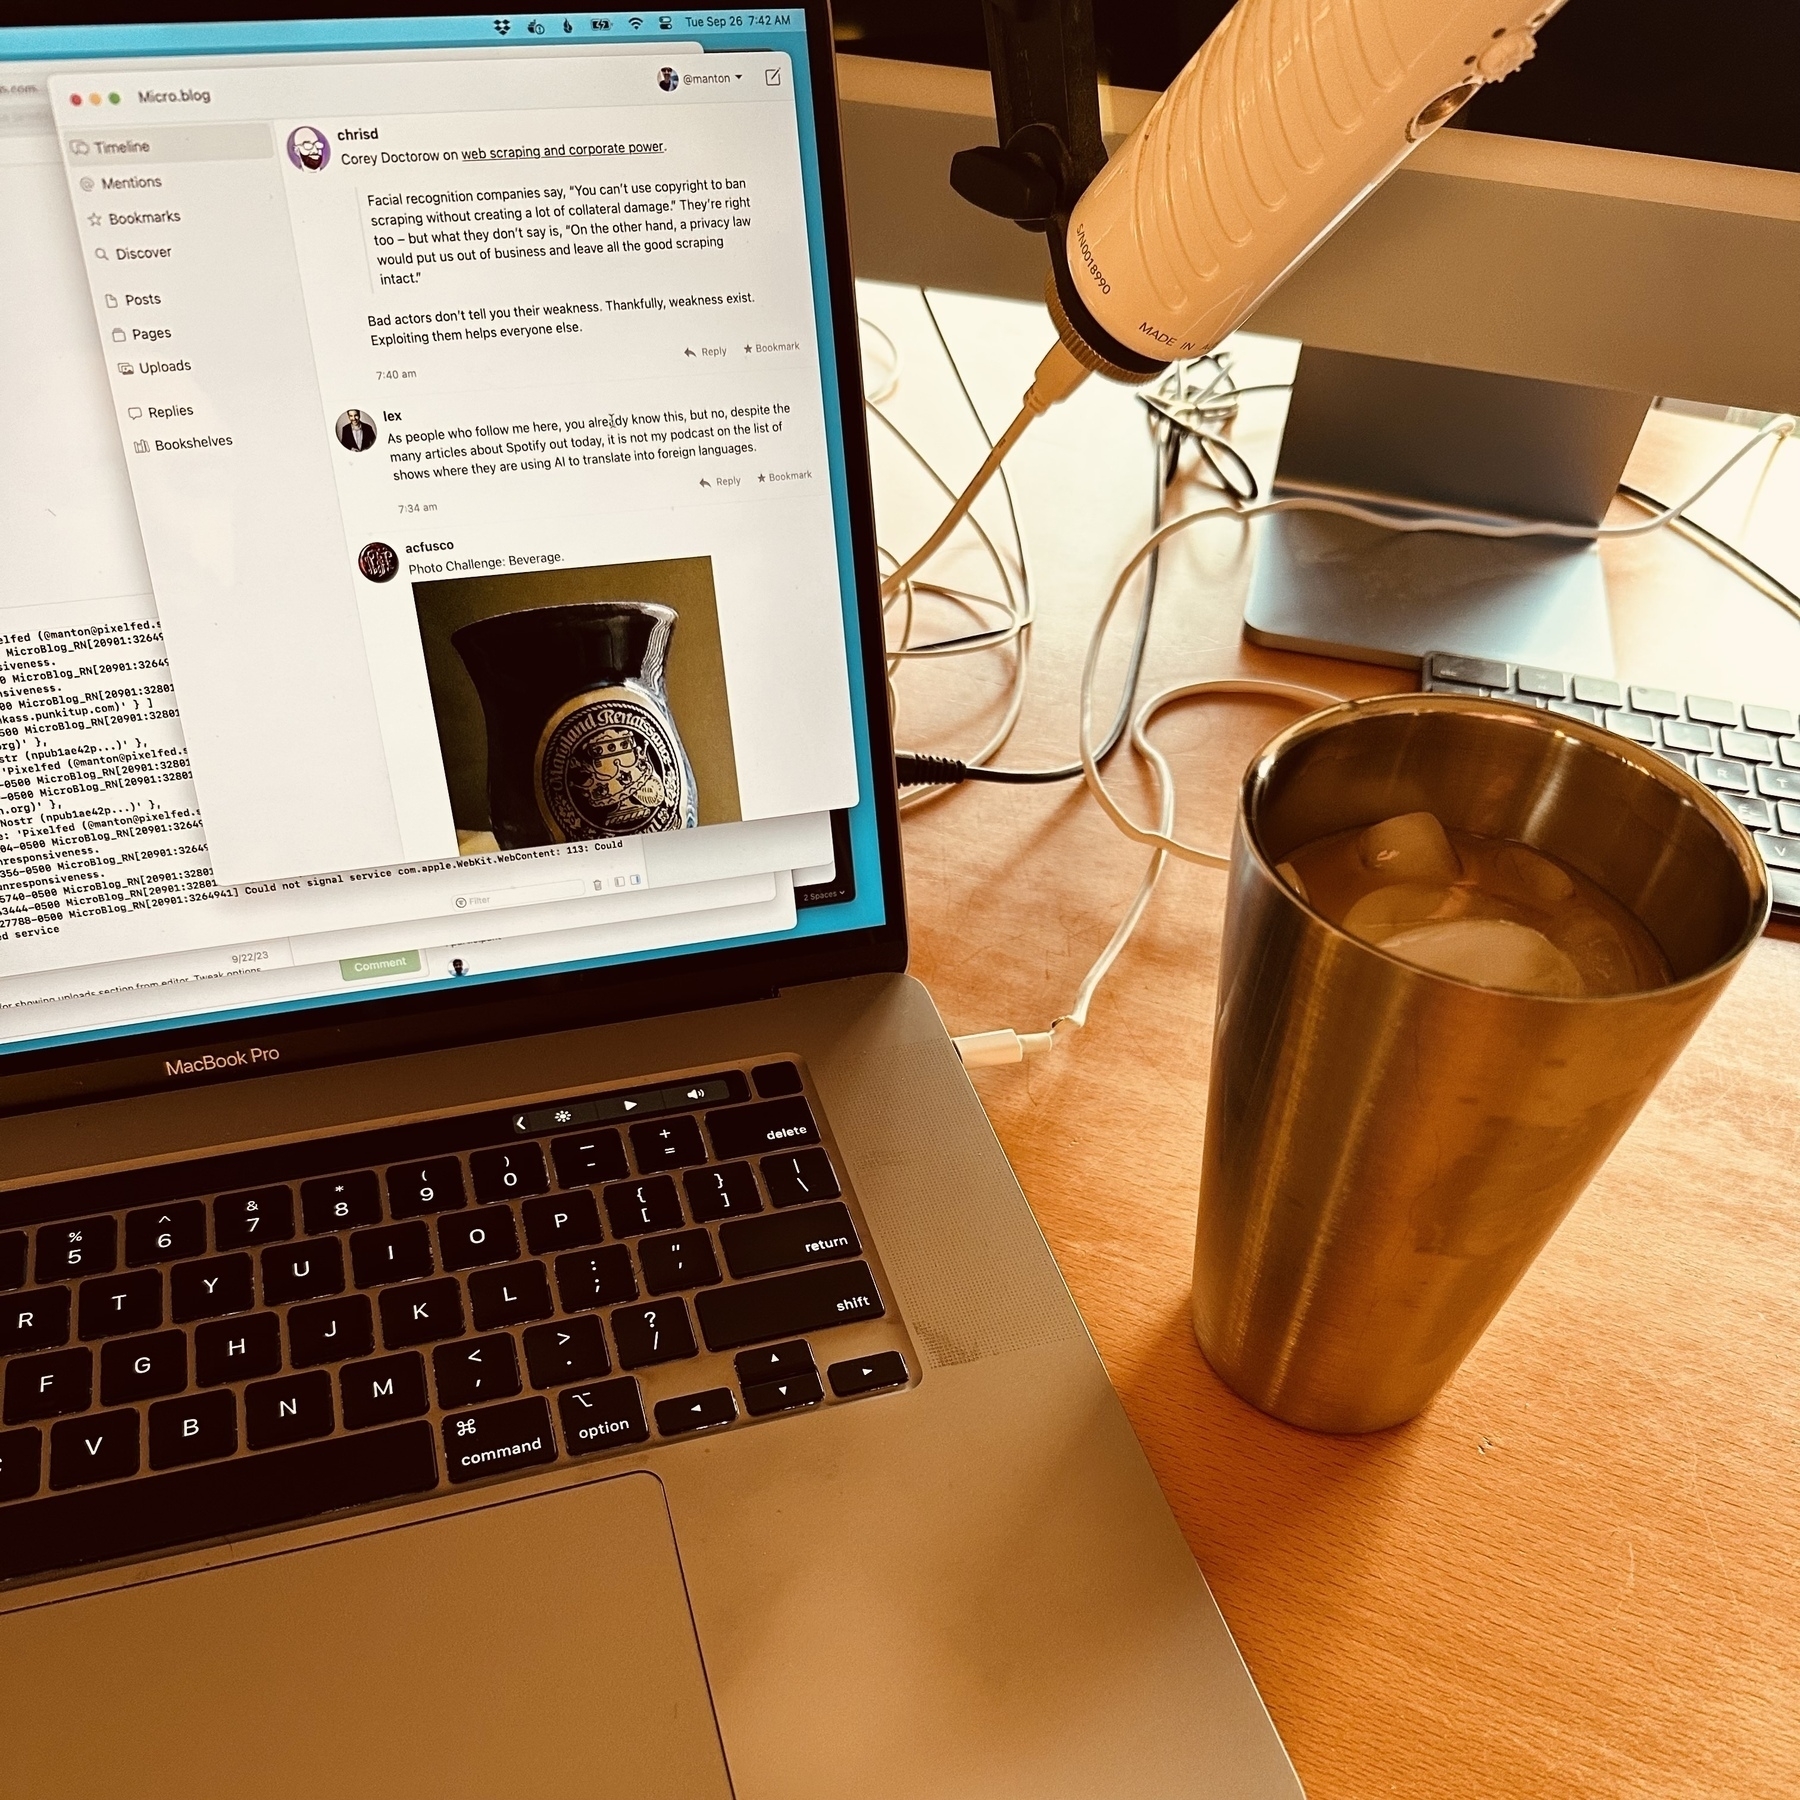 Tue Sep 26 7:42 AM
Micro.blog
@manton
Timeline
Mentions
Bookmarks
Discover
Posts
Pages
Uploads
Replies
Bookshelves
chrisd
Corey Doctorow on web scraping and corporate power.
Facial recognition companies say, "You can't use copyright to ban
scraping without creating a lot of collateral damage." They're right
too – but what they don't say is, "On the other hand, a privacy law
would put us out of business and leave all the good scraping
intact."
Bad actors don't tell you their weakness. Thankfully, weakness exist.
Exploiting them helps everyone else.
Reply Bookmark
7:40 am
lex
As people who follow me here, you already know this, but no, despite the
many articles about Spotify out today, it is not my podcast on the list of
shows where they are using AI to translate into foreign languages.
Reply Bookmark
7:34 am
acfusco
Photo Challenge: Beverage.
Maryland Renaissance
elfed (@manton@pixelfed.s
MicroBlog_RN[20901:3264
siveness.
MicroBlog_RN[20901:3264
nsiveness.
00 MicroBlog_RN[20901:32801
kass.punkitup.com)' } ]
500 MicroBlog_RN[20901:32801
org)' },
str (npub1ae42p...)' },
'Pixelfed (@manton@pixelfed.s
-0500 MicroBlog_RN[20901:32801
-0500 MicroBlog_RN[20901:32801
n.org)' },
Nostr (npub1ae42p...)' },
e: 'Pixelfed (@manton@pixelfed.s
04-0500 MicroBlog_RN[20901:3264
nresponsiveness.
356-0500 MicroBlog_RN[20901:3264
unresponsiveness.
5740-0500 MicroBlog_RN[20901:32801
43444-0500 MicroBlog_RN[20901:32801
27788-0500 MicroBlog_RN[20901:3264941] Could not signal service com.apple.WebKit.WebContent: 113: Could
ed service
Filter
2 Spaces
9/22/23
Comment
for showing uploads section from editor. Tweak options
MacBook Pro
S/N0018990
MADE IN
delete
% 5 ^ 6 & 7 * 8 ( 9 ) 0 — - + =
R T Y U I O P { [ } ] | \
F G H J K L : ; " ' return
V B N M < , > . ? / shift
⌘ command ⌥ option
R T
V